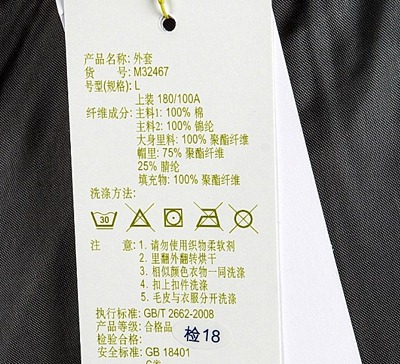 产品名称: 外套
货 号: M32467
号型(规格): L
上装 180/100A
纤维成分: 主料1: 100% 棉
主料2: 100% 锦纶
大身里料: 100% 聚酯纤维
帽里: 75% 聚酯纤维
25% 腈纶
填充物: 100% 聚酯纤维
洗涤方法:
30
注 意: 1. 请勿使用织物柔软剂
2. 里翻外翻转烘干
3. 相似颜色衣物一同洗涤
4. 扣上扣件洗涤
5. 毛皮与衣服分开洗涤
执行标准: GB/T 2662-2008
产品等级: 合格品
检验合格: 检18
安全标准: GB 18401